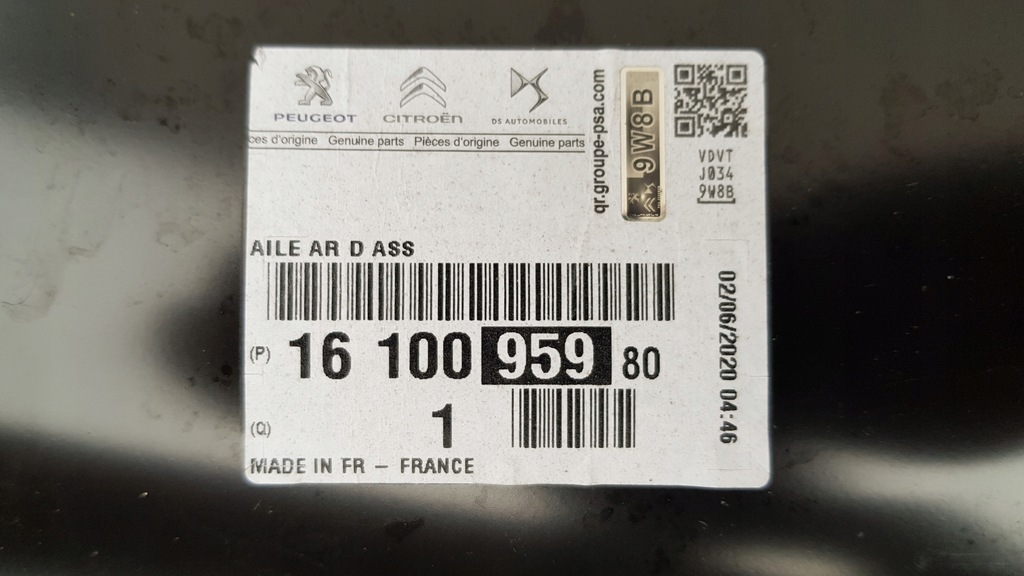 PEUGEOT CITROËN DS AUTOMOBILES
ces d'origine Genuine parts Pièces d'origine Genuine parts
qr.groupe-psa.com
9W8B
VDVT
J034
9W8B
AILE AR D ASS
(P) 16 100 959 80
(Q) 1
MADE IN FR – FRANCE
02/06/2020 04:46